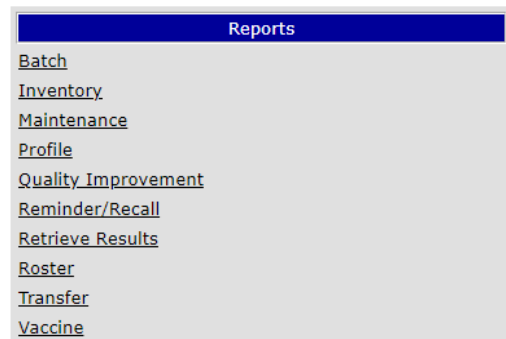 Reports
Batch
Inventory
Maintenance
Profile
Quality Improvement
Reminder/Recall
Retrieve Results
Roster
Transfer
Vaccine